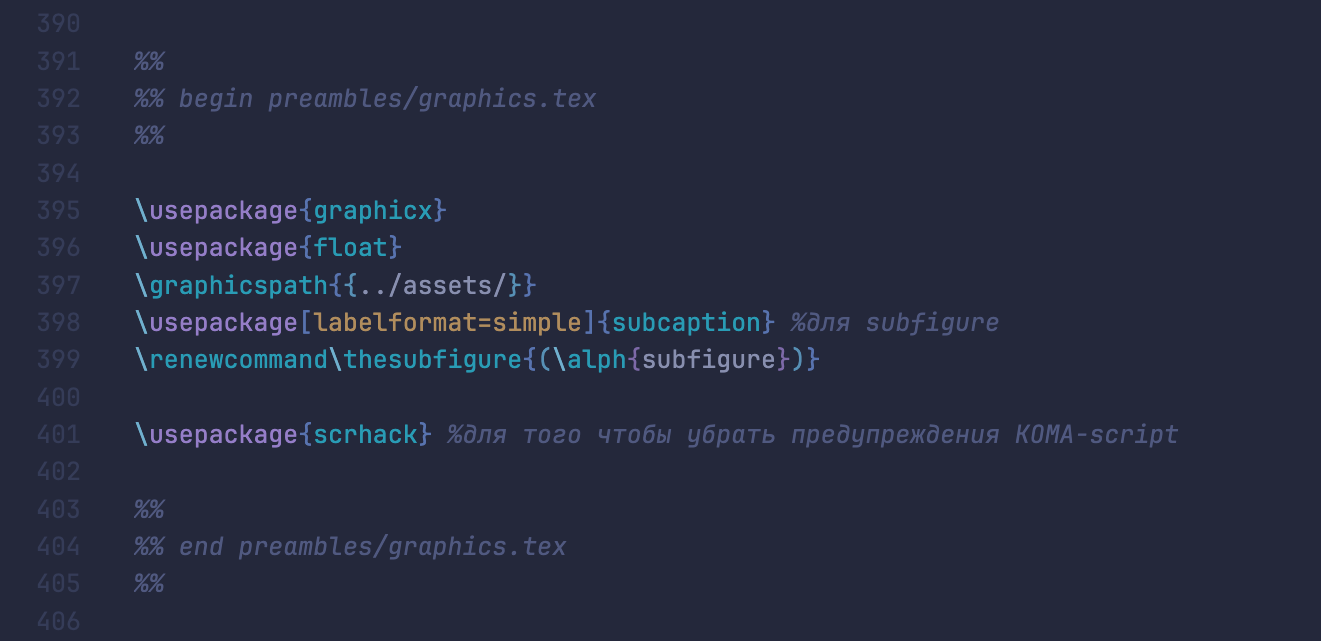 390
391 %%
392 %% begin preambles/graphics.tex
393 %%
394
395 \usepackage{graphicx}
396 \usepackage{float}
397 \graphicspath{{../assets/}}
398 \usepackage[labelformat=simple]{subcaption} %для subfigure
399 \renewcommand\thesubfigure{(\alph{subfigure})}
400
401 \usepackage{scrhack} %для того чтобы убрать предупреждения KOMA-script
402
403 %%
404 %% end preambles/graphics.tex
405 %%
406